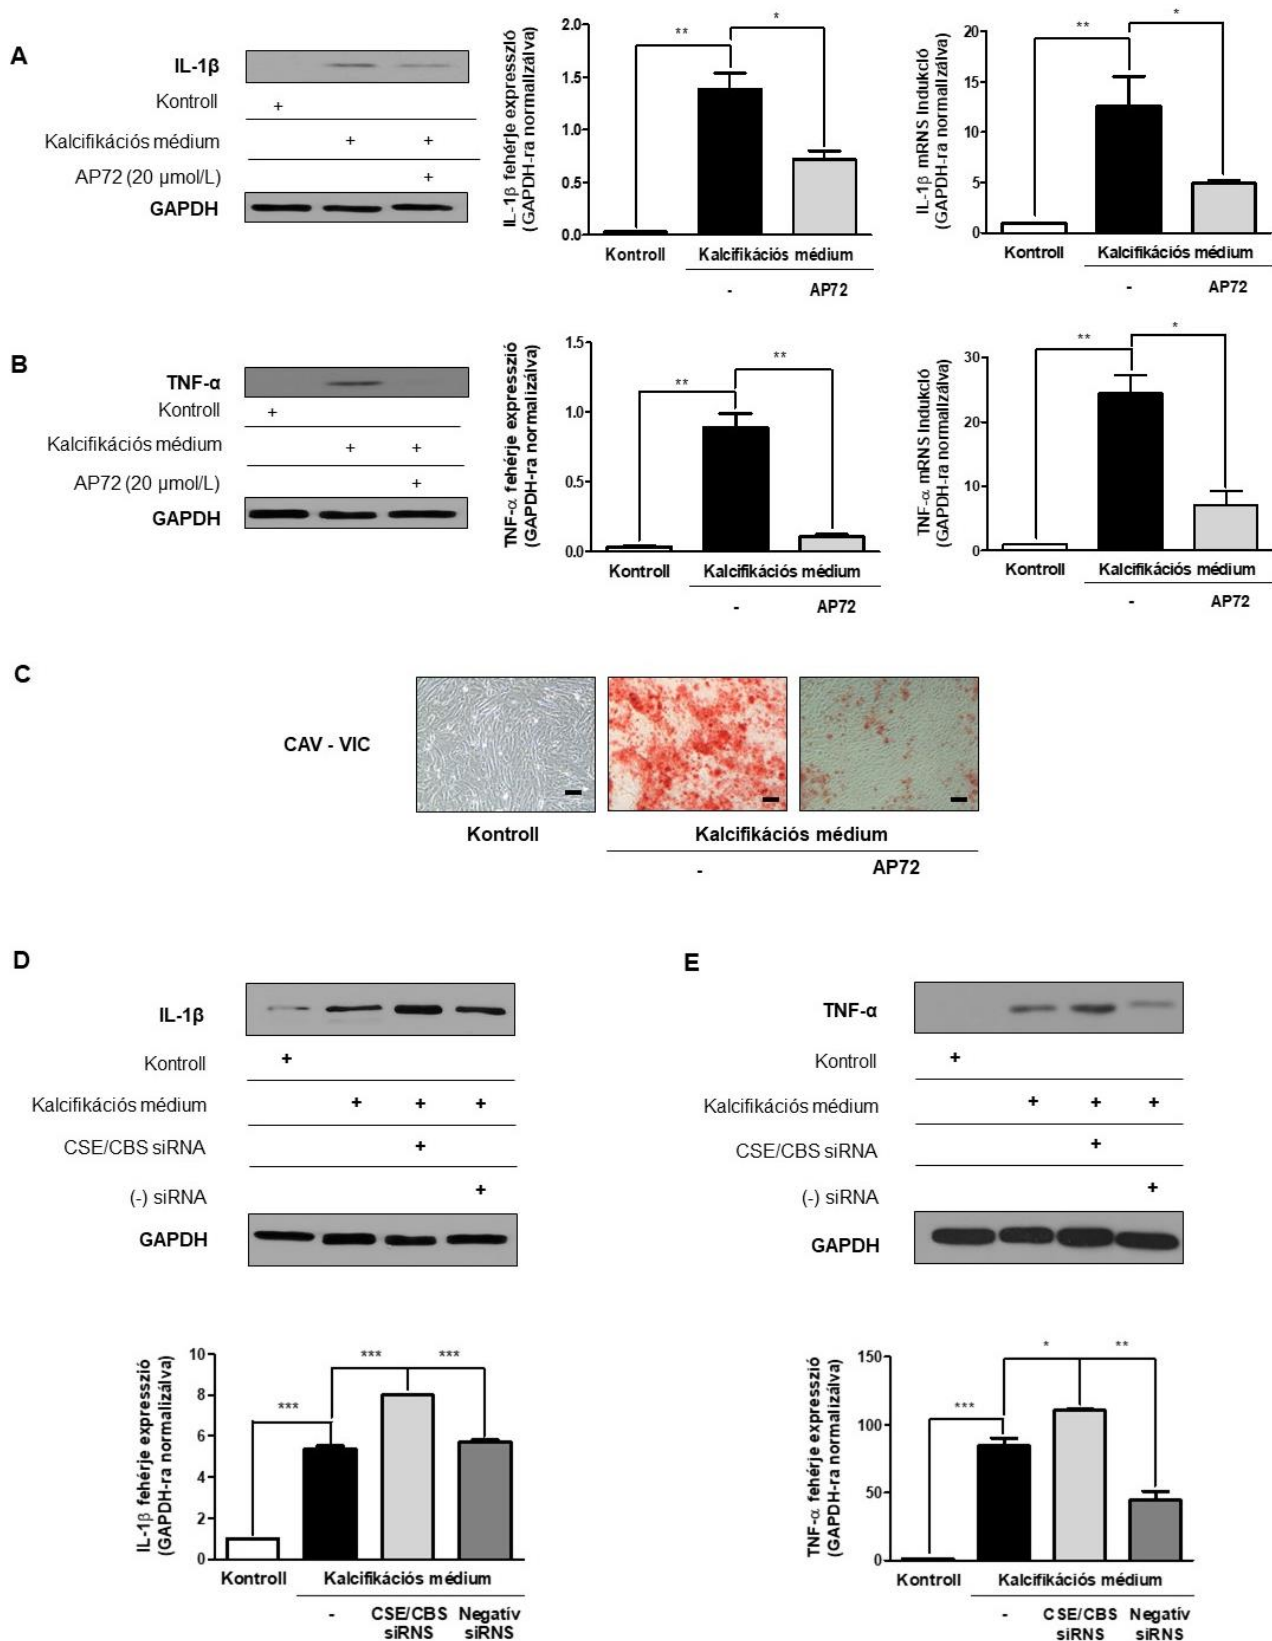 A
IL-1β
Kontroll
+
Kalcifikációs médium
+
+
AP72 (20 µmol/L)
+
GAPDH
IL-1β fehérje expresszió
(GAPDH-ra normalizálva)
2.0
1.5
1.0
0.5
0.0
**
*
Kontroll
Kalcifikációs médium
-
AP72
IL-1β mRNS Indukció
(GAPDH-ra normalizálva)
20
15
10
5
0
**
*
Kontroll
Kalcifikációs médium
-
AP72
B
TNF-α
Kontroll
+
Kalcifikációs médium
+
+
AP72 (20 µmol/L)
+
GAPDH
TNF-α fehérje expresszió
(GAPDH-ra normalizálva)
1.5
1.0
0.5
0.0
**
**
Kontroll
Kalcifikációs médium
-
AP72
TNF-α mRNS Indukció
(GAPDH-ra normalizálva)
30
20
10
0
**
*
Kontroll
Kalcifikációs médium
-
AP72
C
CAV - VIC
Kontroll
Kalcifikációs médium
-
AP72
D
IL-1β
Kontroll
+
Kalcifikációs médium
+
+
+
CSE/CBS siRNA
+
(-) siRNA
+
GAPDH
IL-1β fehérje expresszió
(GAPDH-ra normalizálva)
10
8
6
4
2
0
***
***
***
Kontroll
Kalcifikációs médium
-
CSE/CBS
siRNS
Negatív
siRNS
E
TNF-α
Kontroll
+
Kalcifikációs médium
+
+
+
CSE/CBS siRNA
+
(-) siRNA
+
GAPDH
TNF-α fehérje expresszió
(GAPDH-ra normalizálva)
150
100
50
0
***
*
**
Kontroll
Kalcifikációs médium
-
CSE/CBS
siRNS
Negatív
siRNS